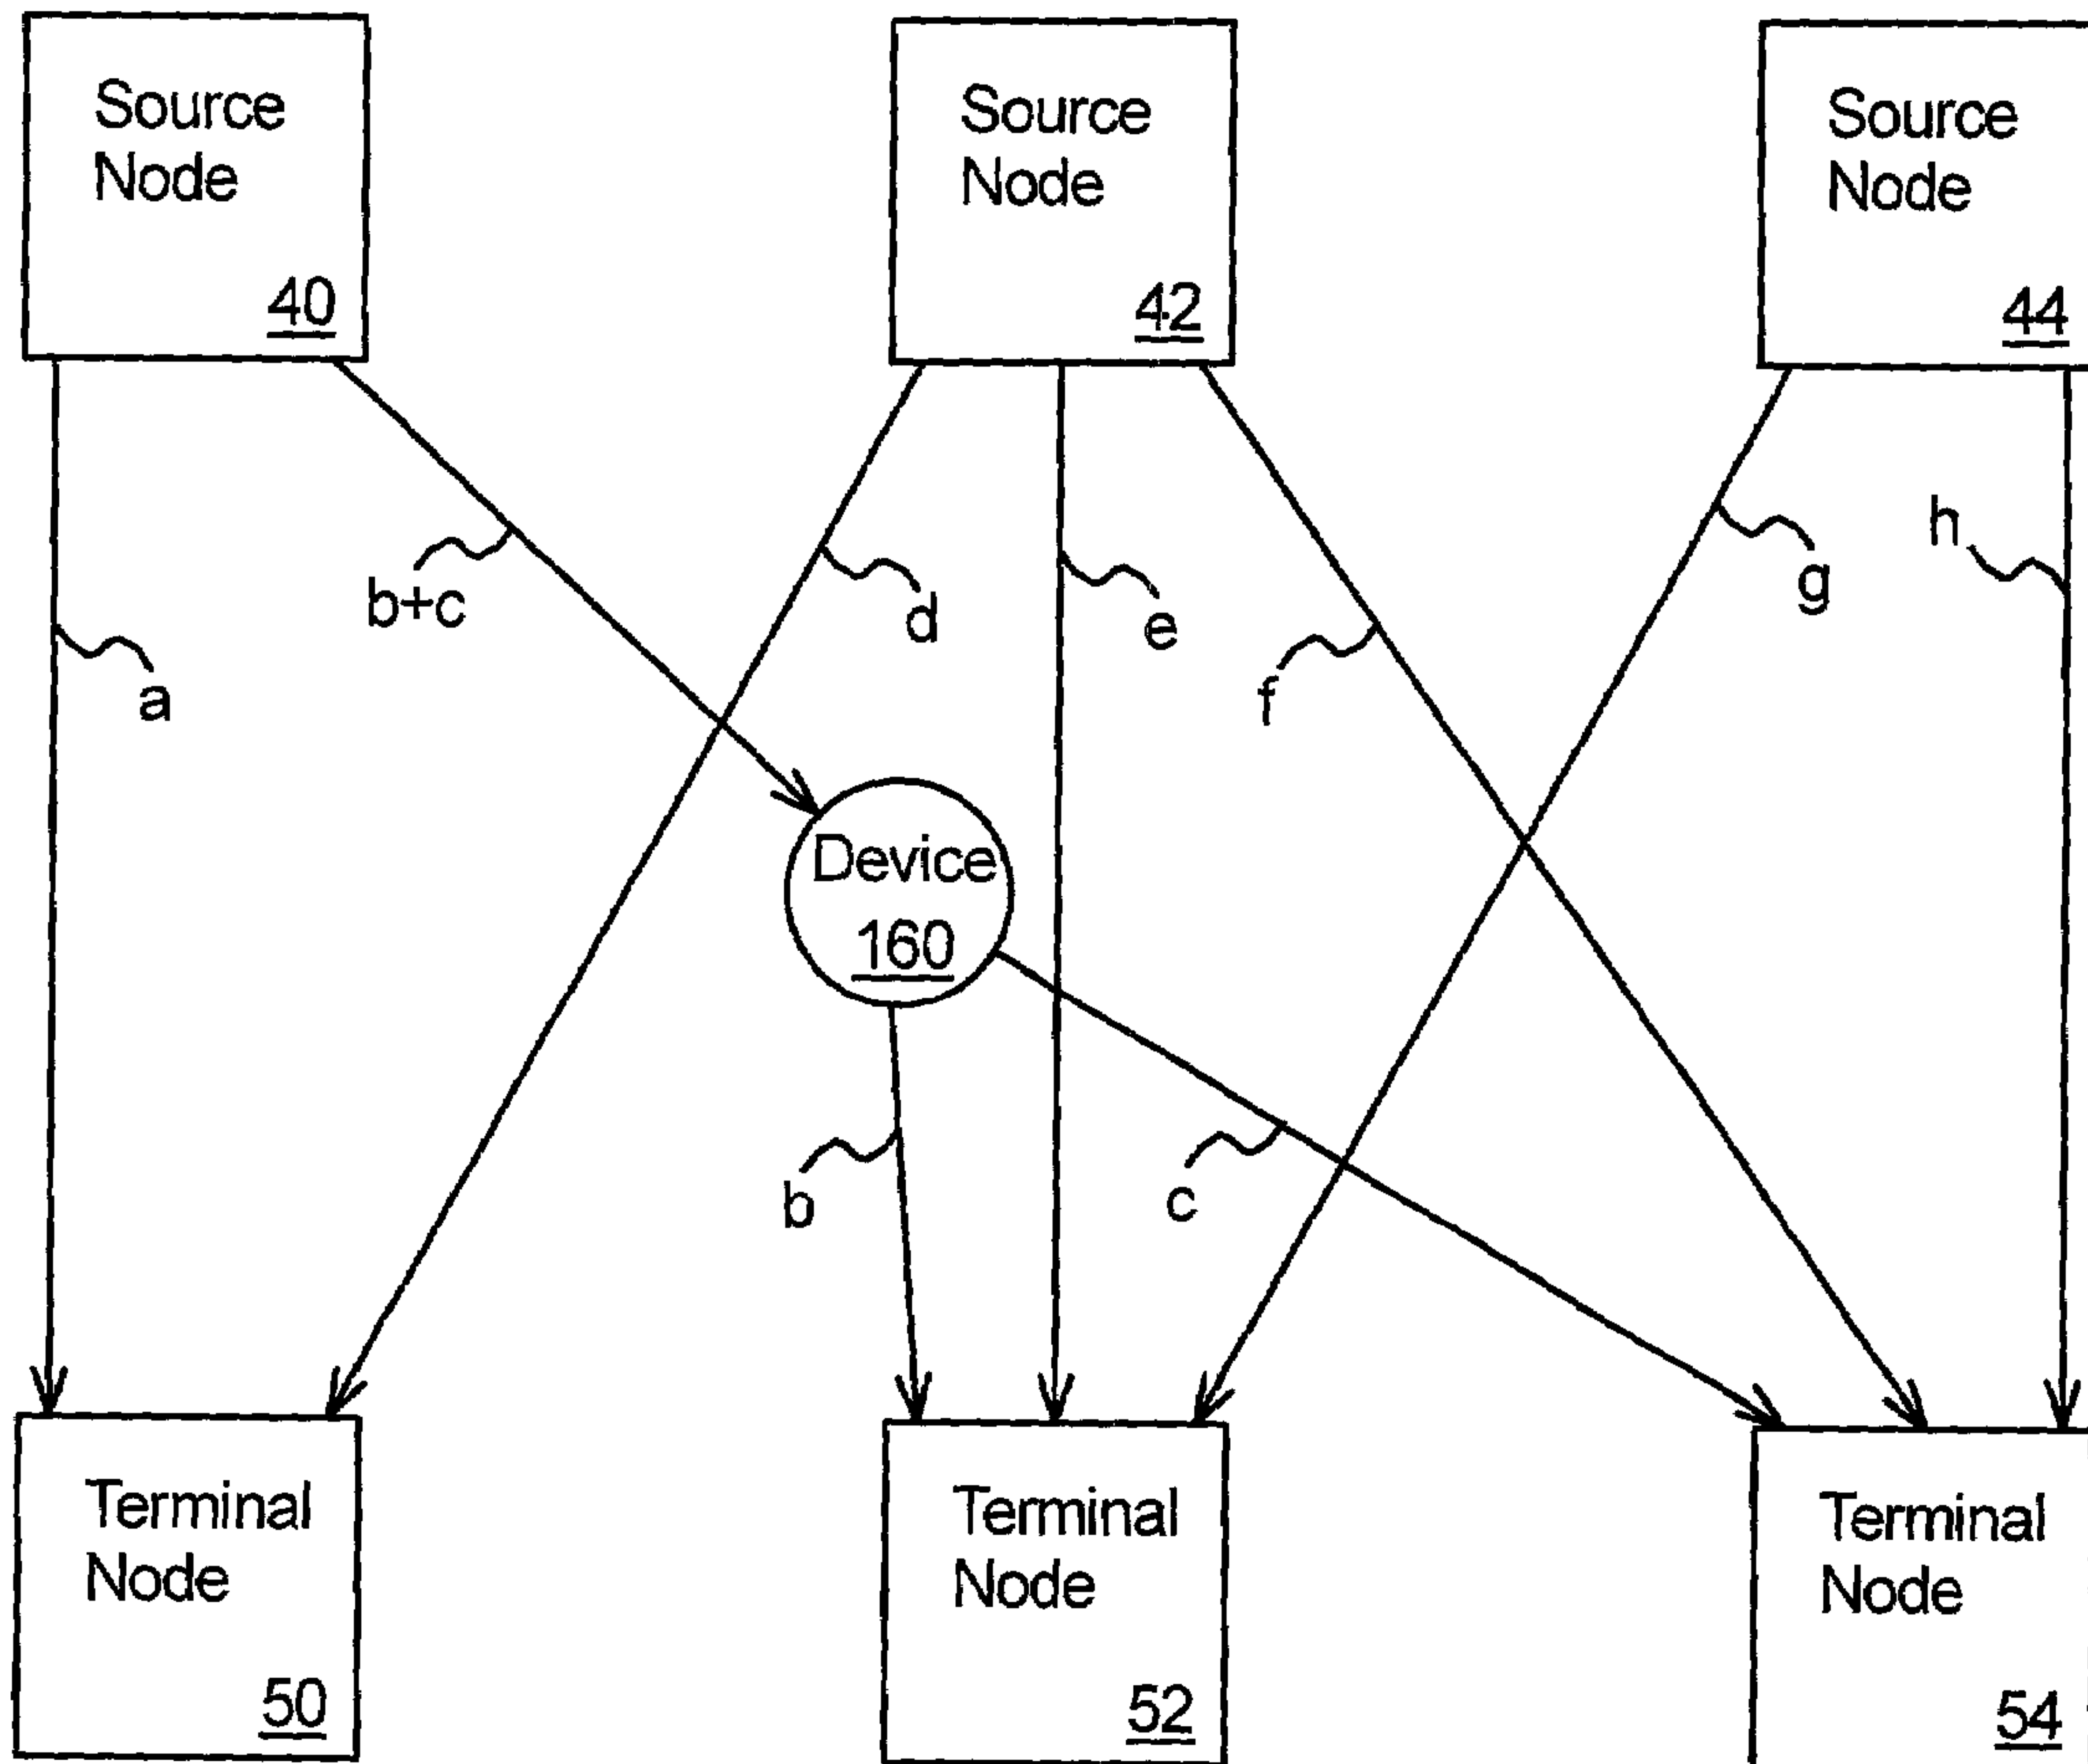 Source
Node
40
Source
Node
42
Source
Node
44
a
b+c
d
e
f
g
h
Device
160
b
c
Terminal
Node
50
Terminal
Node
52
Terminal
Node
54